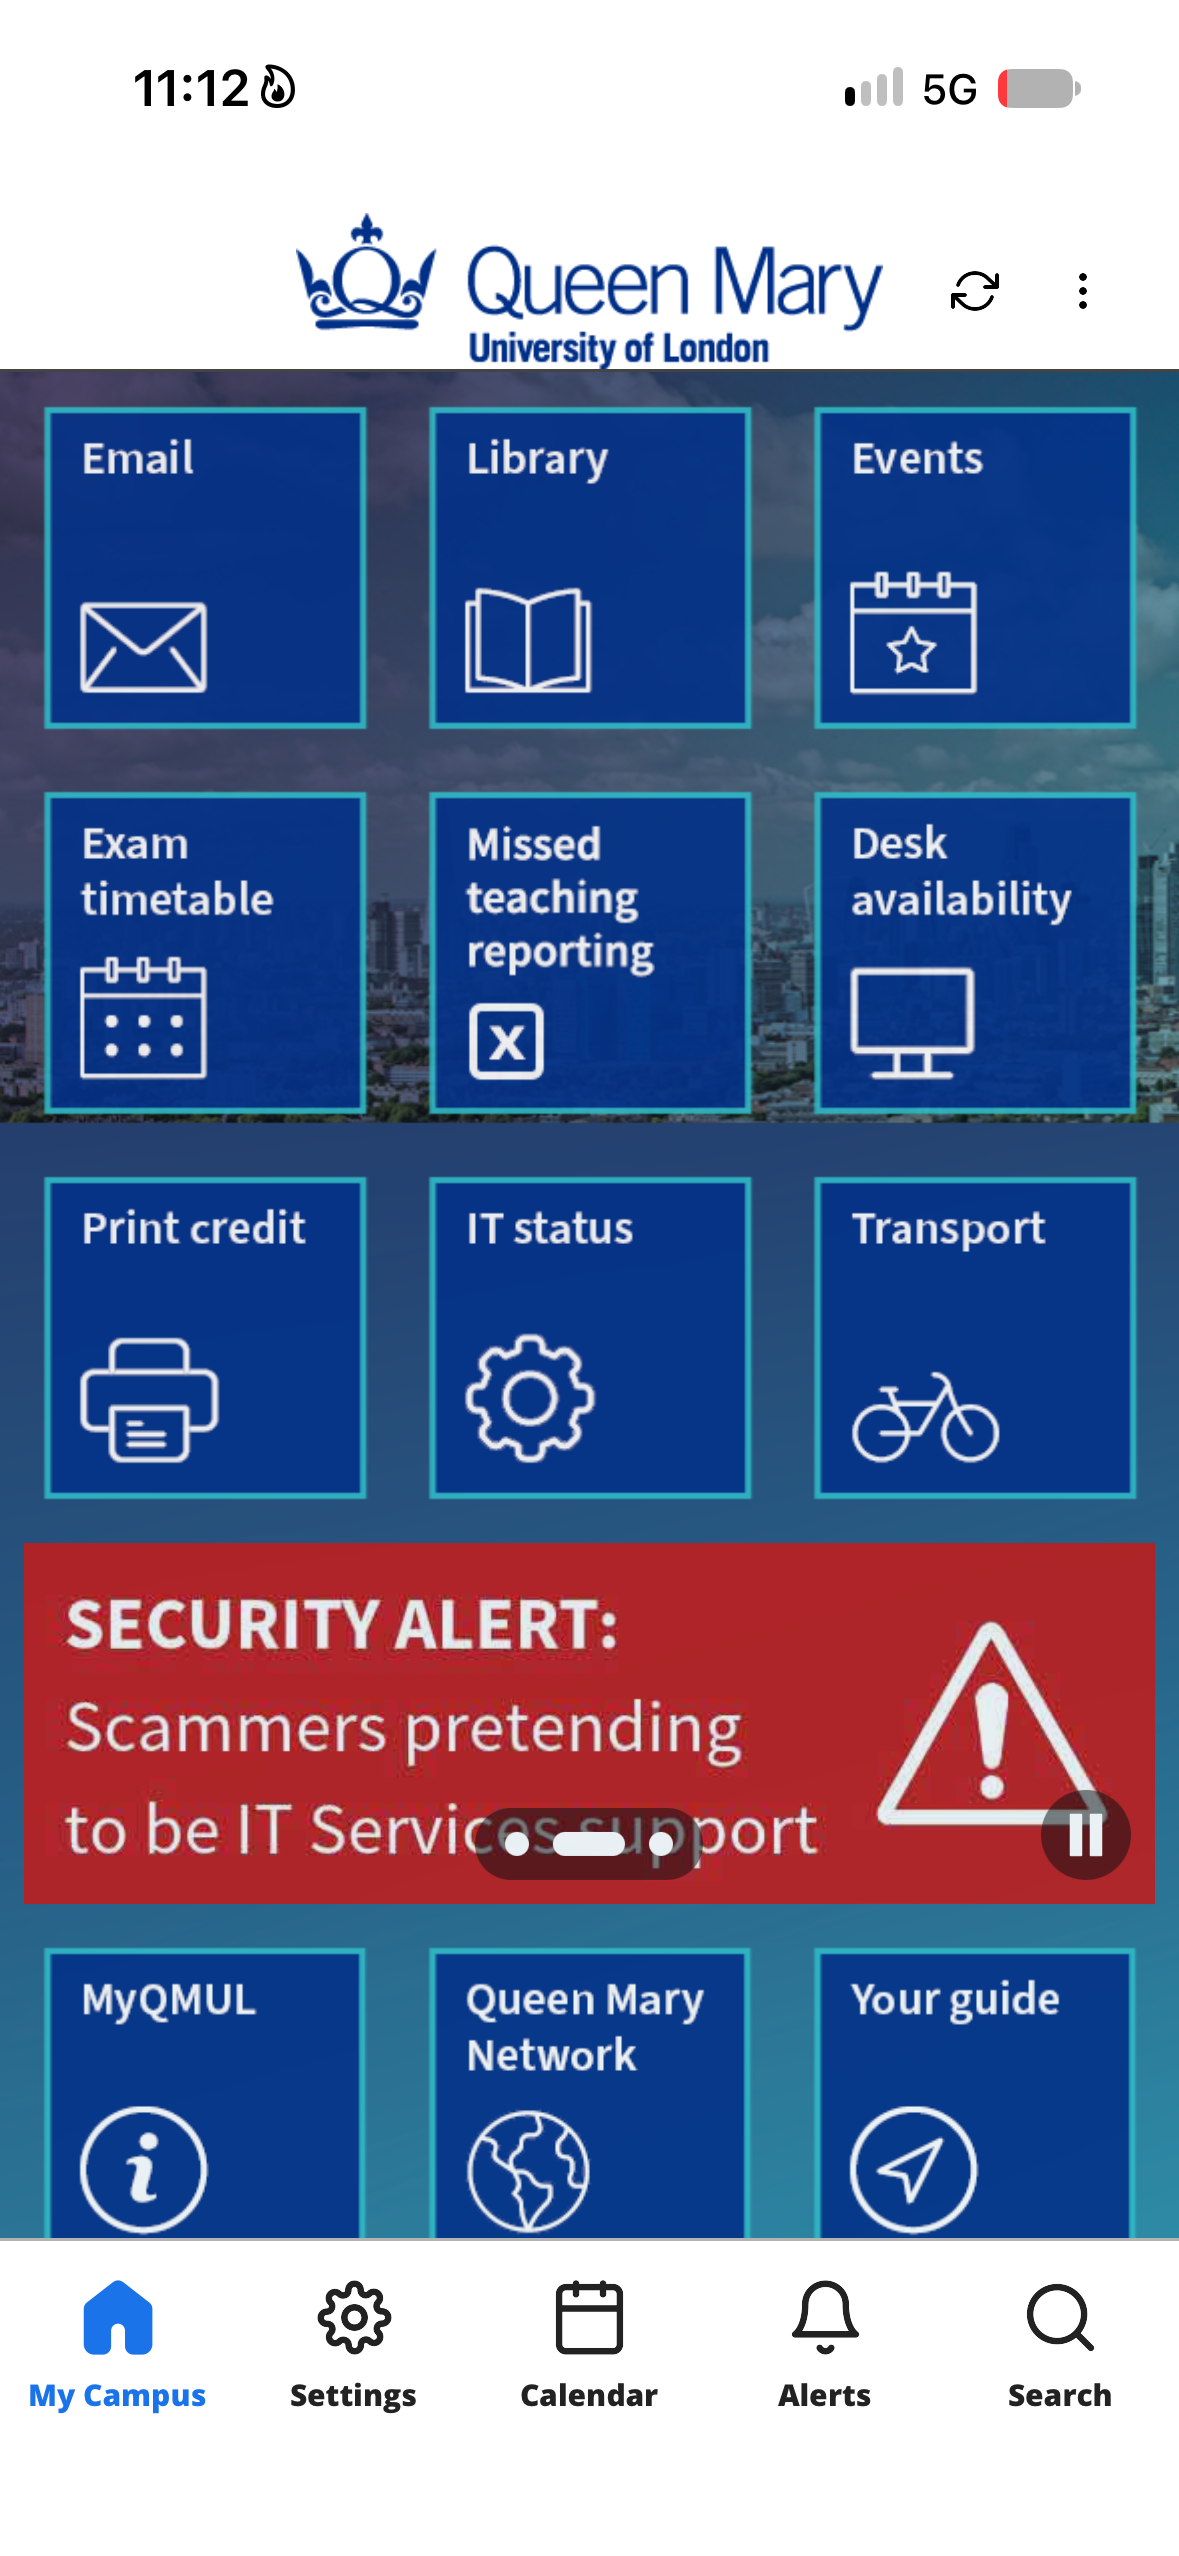 11:12
5G
Queen Mary
University of London
Email
Library
Events
Exam
timetable
Missed
teaching
reporting
Desk
availability
Print credit
IT status
Transport
SECURITY ALERT:
Scammers pretending
to be IT Services support
MyQMUL
Queen Mary
Network
Your guide
My Campus
Settings
Calendar
Alerts
Search